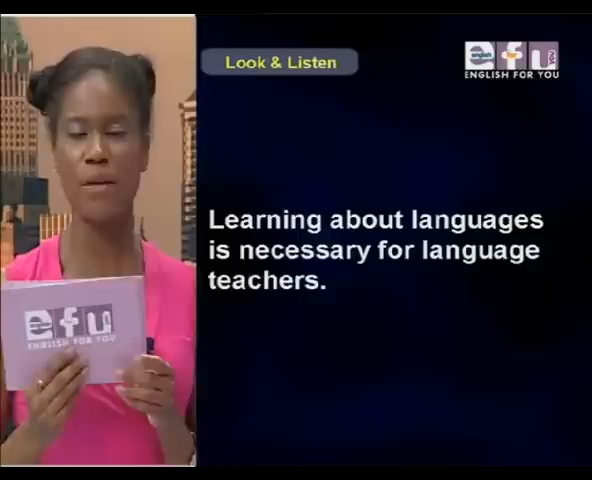 Look & Listen
efu
ENGLISH FOR YOU
Learning about languages
is necessary for language
teachers.
efu
ENGLISH FOR YOU